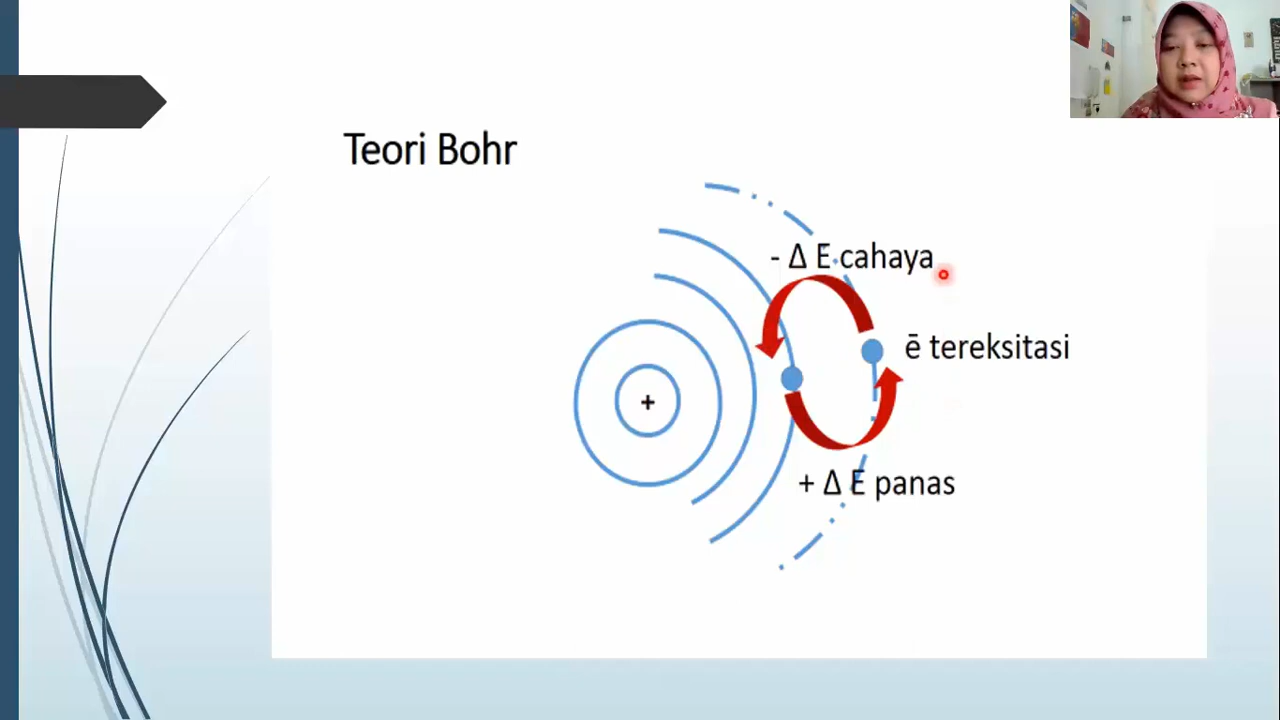 Teori Bohr
- Δ E cahaya
ē tereksitasi
+
+ Δ E panas